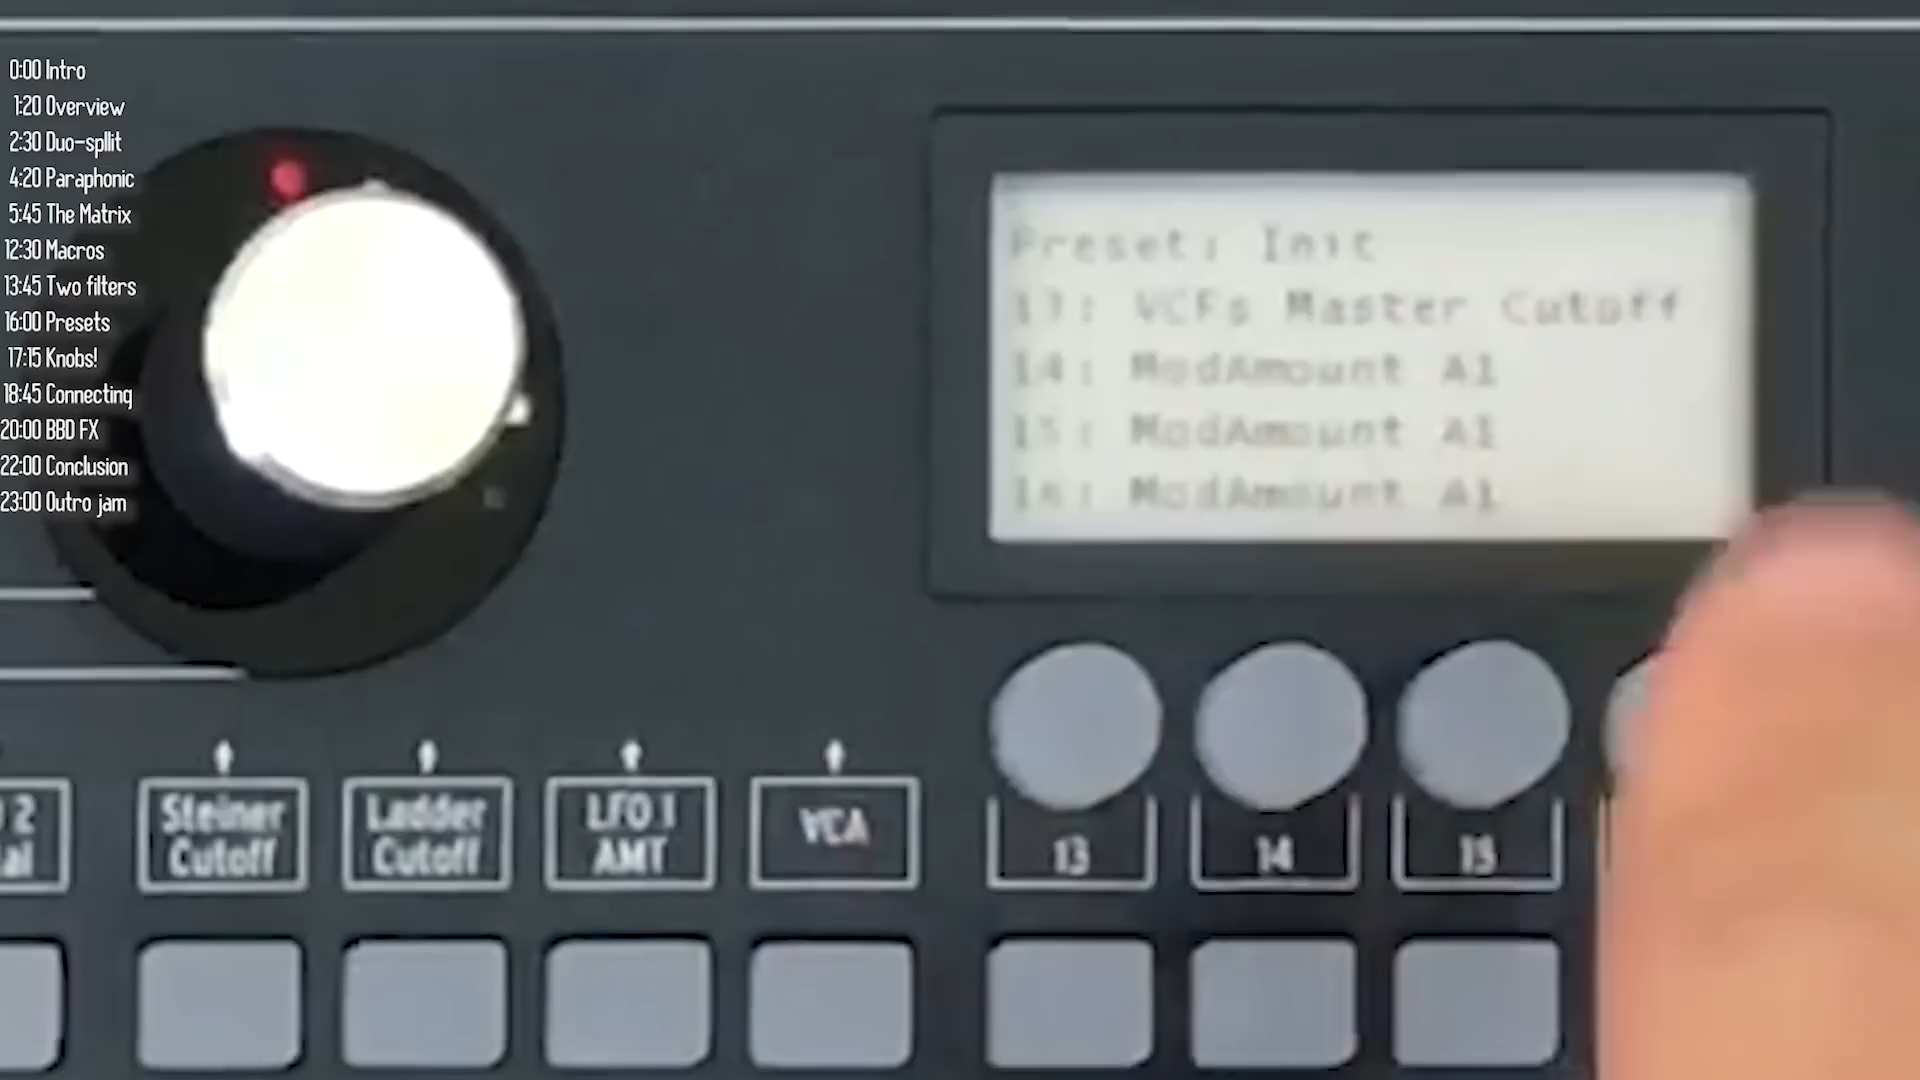 0:00 Intro
1:20 Overview
2:30 Duo-spllit
4:20 Paraphonic
5:45 The Matrix
12:30 Macros
13:45 Two filters
16:00 Presets
17:15 Knobs!
18:45 Connecting
20:00 BBD FX
22:00 Conclusion
23:00 Outro jam
Preset: Init
13: VCFs Master Cutoff
14: ModAmount A1
15: ModAmount A1
16: ModAmount A1
2
al
Steiner
Cutoff
Ladder
Cutoff
LFO 1
AMT
VCA
13
14
15